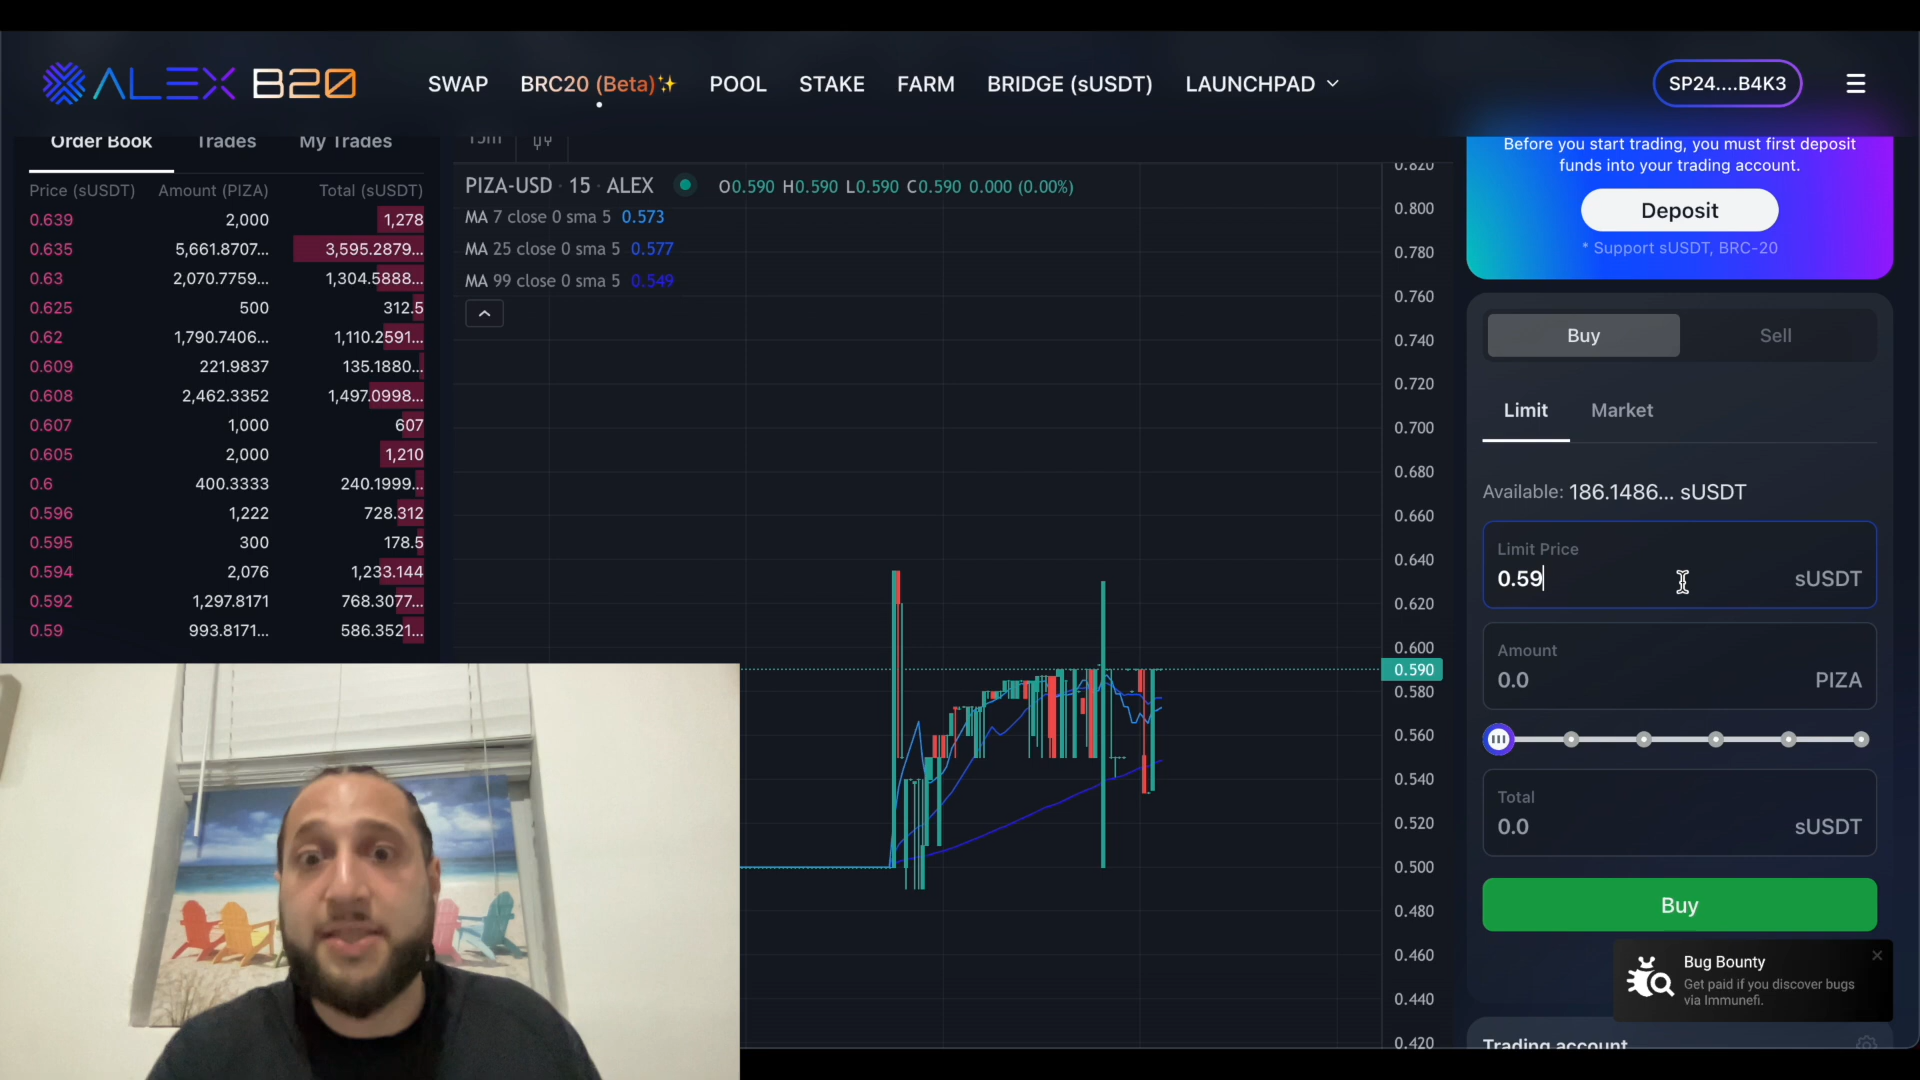 ALEX B20
SWAP
BRC20 (Beta)✨
POOL
STAKE
FARM
BRIDGE (sUSDT)
LAUNCHPAD
SP24....B4K3
Order Book Trades My Trades
Price (sUSDT) Amount (PIZA) Total (sUSDT)
0.639 2,000 1,278
0.635 5,661.8707... 3,595.2879...
0.63 2,070.7759... 1,304.5888...
0.625 500 312.5
0.62 1,790.7406... 1,110.2591...
0.609 221.9837 135.1880...
0.608 2,462.3352 1,497.0998...
0.607 1,000 607
0.605 2,000 1,210
0.6 400.3333 240.1999...
0.596 1,222 728.312
0.595 300 178.5
0.594 2,076 1,233.144
0.592 1,297.8171 768.3077...
0.59 993.8171... 586.3521...
15m
PIZA-USD · 15 · ALEX O0.590 H0.590 L0.590 C0.590 0.000 (0.00%)
MA 7 close 0 sma 5 0.573
MA 25 close 0 sma 5 0.577
MA 99 close 0 sma 5 0.549
0.820
0.800
0.780
0.760
0.740
0.720
0.700
0.680
0.660
0.640
0.620
0.600
0.590
0.580
0.560
0.540
0.520
0.500
0.480
0.460
0.440
0.420
Before you start trading, you must first deposit
funds into your trading account.
Deposit
* Support sUSDT, BRC-20
Buy Sell
Limit Market
Available: 186.1486... sUSDT
Limit Price
0.59 sUSDT
Amount
0.0 PIZA
Total
0.0 sUSDT
Buy
Bug Bounty
Get paid if you discover bugs
via Immunefi.
Trading account